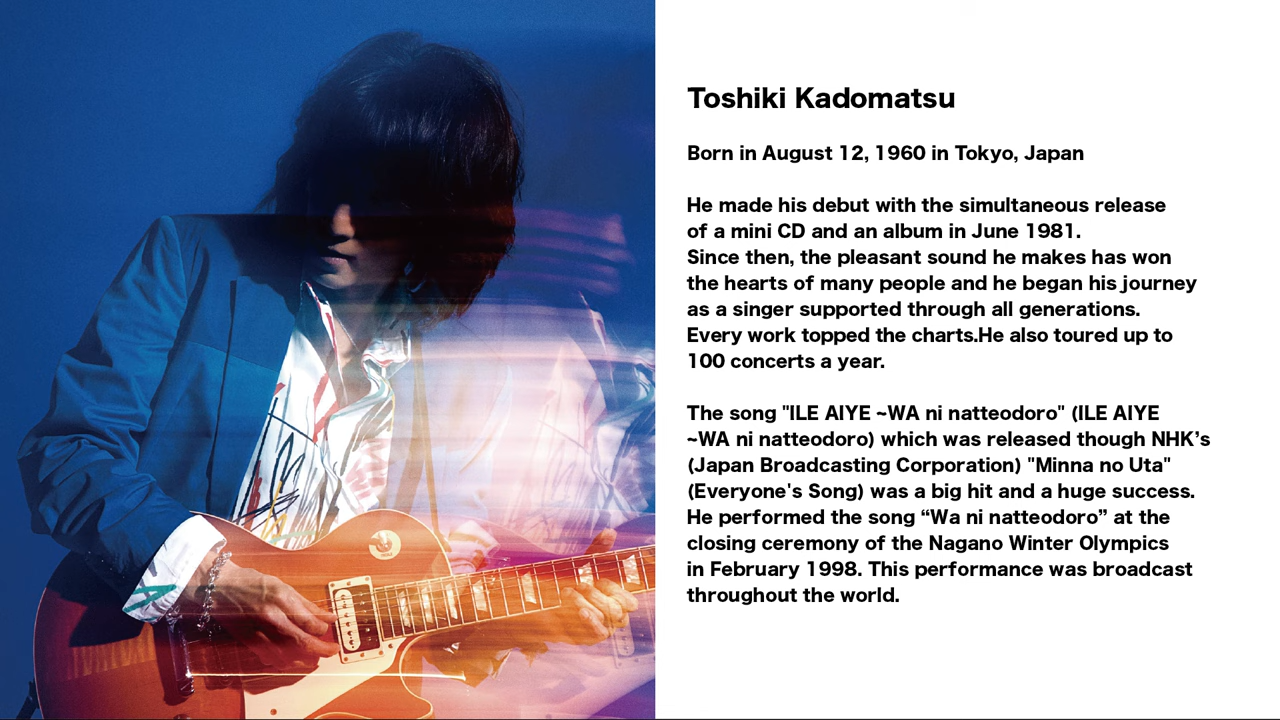 Toshiki Kadomatsu
Born in August 12, 1960 in Tokyo, Japan
He made his debut with the simultaneous release
of a mini CD and an album in June 1981.
Since then, the pleasant sound he makes has won
the hearts of many people and he began his journey
as a singer supported through all generations.
Every work topped the charts.He also toured up to
100 concerts a year.
The song "ILE AIYE ~WA ni natteodoro" (ILE AIYE
~WA ni natteodoro) which was released though NHK’s
(Japan Broadcasting Corporation) "Minna no Uta"
(Everyone's Song) was a big hit and a huge success.
He performed the song “Wa ni natteodoro” at the
closing ceremony of the Nagano Winter Olympics
in February 1998. This performance was broadcast
throughout the world.